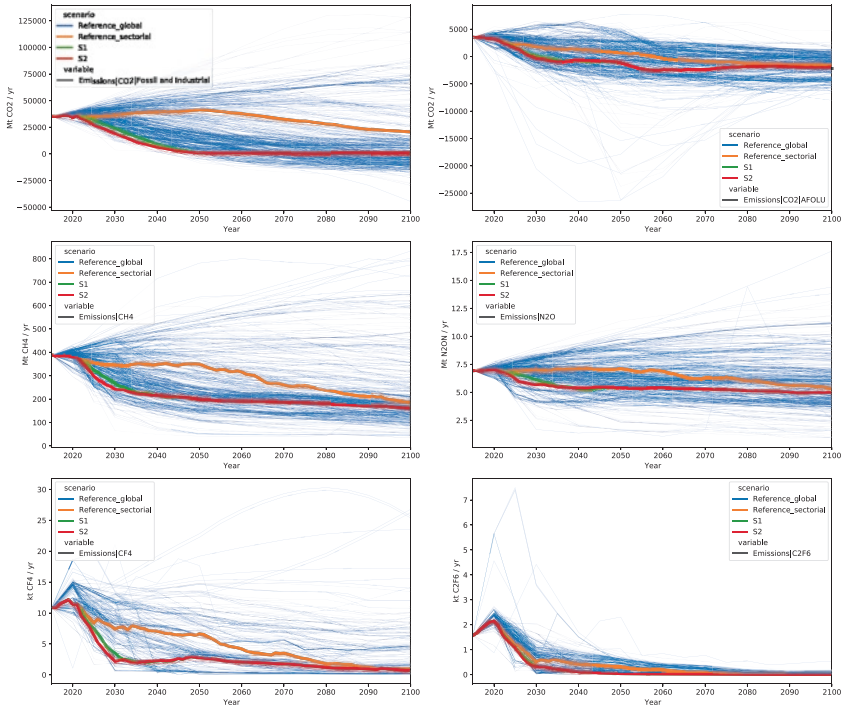 125000
100000
75000
50000
25000
0
−25000
−50000
Mt CO2 / yr
scenario
Reference_global
Reference_sectorial
S1
S2
variable
Emissions|CO2|Fossil and Industrial
2020 2030 2040 2050 2060 2070 2080 2090 2100
Year
5000
0
−5000
−10000
−15000
−20000
−25000
Mt CO2 / yr
scenario
Reference_global
Reference_sectorial
S1
S2
variable
Emissions|CO2|AFOLU
2020 2030 2040 2050 2060 2070 2080 2090 2100
Year
800
700
600
500
400
300
200
100
0
Mt CH4 / yr
scenario
Reference_global
Reference_sectorial
S1
S2
variable
Emissions|CH4
2020 2030 2040 2050 2060 2070 2080 2090 2100
Year
17.5
15.0
12.5
10.0
7.5
5.0
2.5
Mt N2ON / yr
scenario
Reference_global
Reference_sectorial
S1
S2
variable
Emissions|N2O
2020 2030 2040 2050 2060 2070 2080 2090 2100
Year
30
25
20
15
10
5
0
kt CF4 / yr
scenario
Reference_global
Reference_sectorial
S1
S2
variable
Emissions|CF4
2020 2030 2040 2050 2060 2070 2080 2090 2100
Year
7
6
5
4
3
2
1
0
kt C2F6 / yr
scenario
Reference_global
Reference_sectorial
S1
S2
variable
Emissions|C2F6
2020 2030 2040 2050 2060 2070 2080 2090 2100
Year